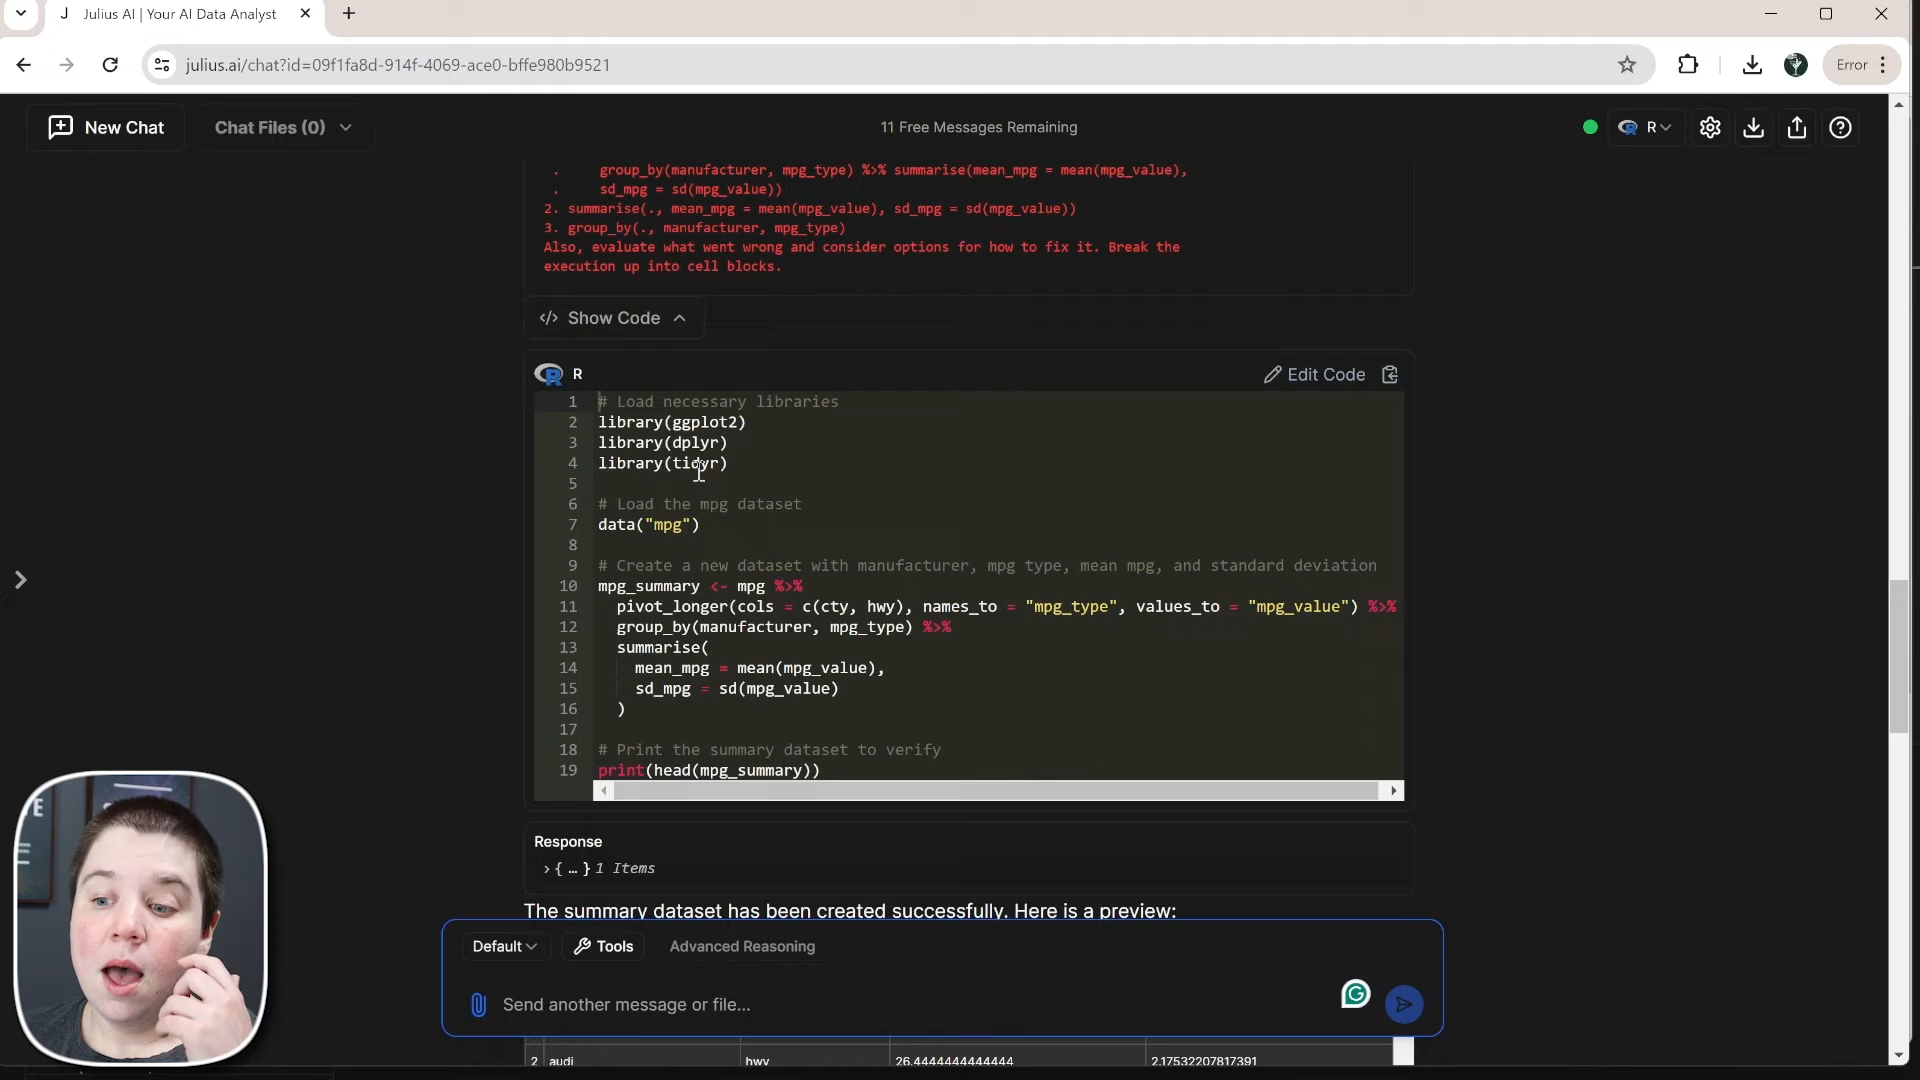 Julius AI | Your AI Data Analyst
julius.ai/chat?id=09f1fa8d-914f-4069-ace0-bffe980b9521
Error
New Chat
Chat Files (0)
11 Free Messages Remaining
R
. group_by(manufacturer, mpg_type) %>% summarise(mean_mpg = mean(mpg_value),
. sd_mpg = sd(mpg_value))
2. summarise(., mean_mpg = mean(mpg_value), sd_mpg = sd(mpg_value))
3. group_by(., manufacturer, mpg_type)
Also, evaluate what went wrong and consider options for how to fix it. Break the
execution up into cell blocks.
</> Show Code
R
Edit Code
1 # Load necessary libraries
2 library(ggplot2)
3 library(dplyr)
4 library(tidyr)
5
6 # Load the mpg dataset
7 data("mpg")
8
9 # Create a new dataset with manufacturer, mpg type, mean mpg, and standard deviation
10 mpg_summary <- mpg %>%
11 pivot_longer(cols = c(cty, hwy), names_to = "mpg_type", values_to = "mpg_value") %>%
12 group_by(manufacturer, mpg_type) %>%
13 summarise(
14 mean_mpg = mean(mpg_value),
15 sd_mpg = sd(mpg_value)
16 )
17
18 # Print the summary dataset to verify
19 print(head(mpg_summary))
Response
{ … } 1 Items
The summary dataset has been created successfully. Here is a preview:
Default
Tools
Advanced Reasoning
Send another message or file...
2 audi hwy 26.4444444444444 2.17532207817391